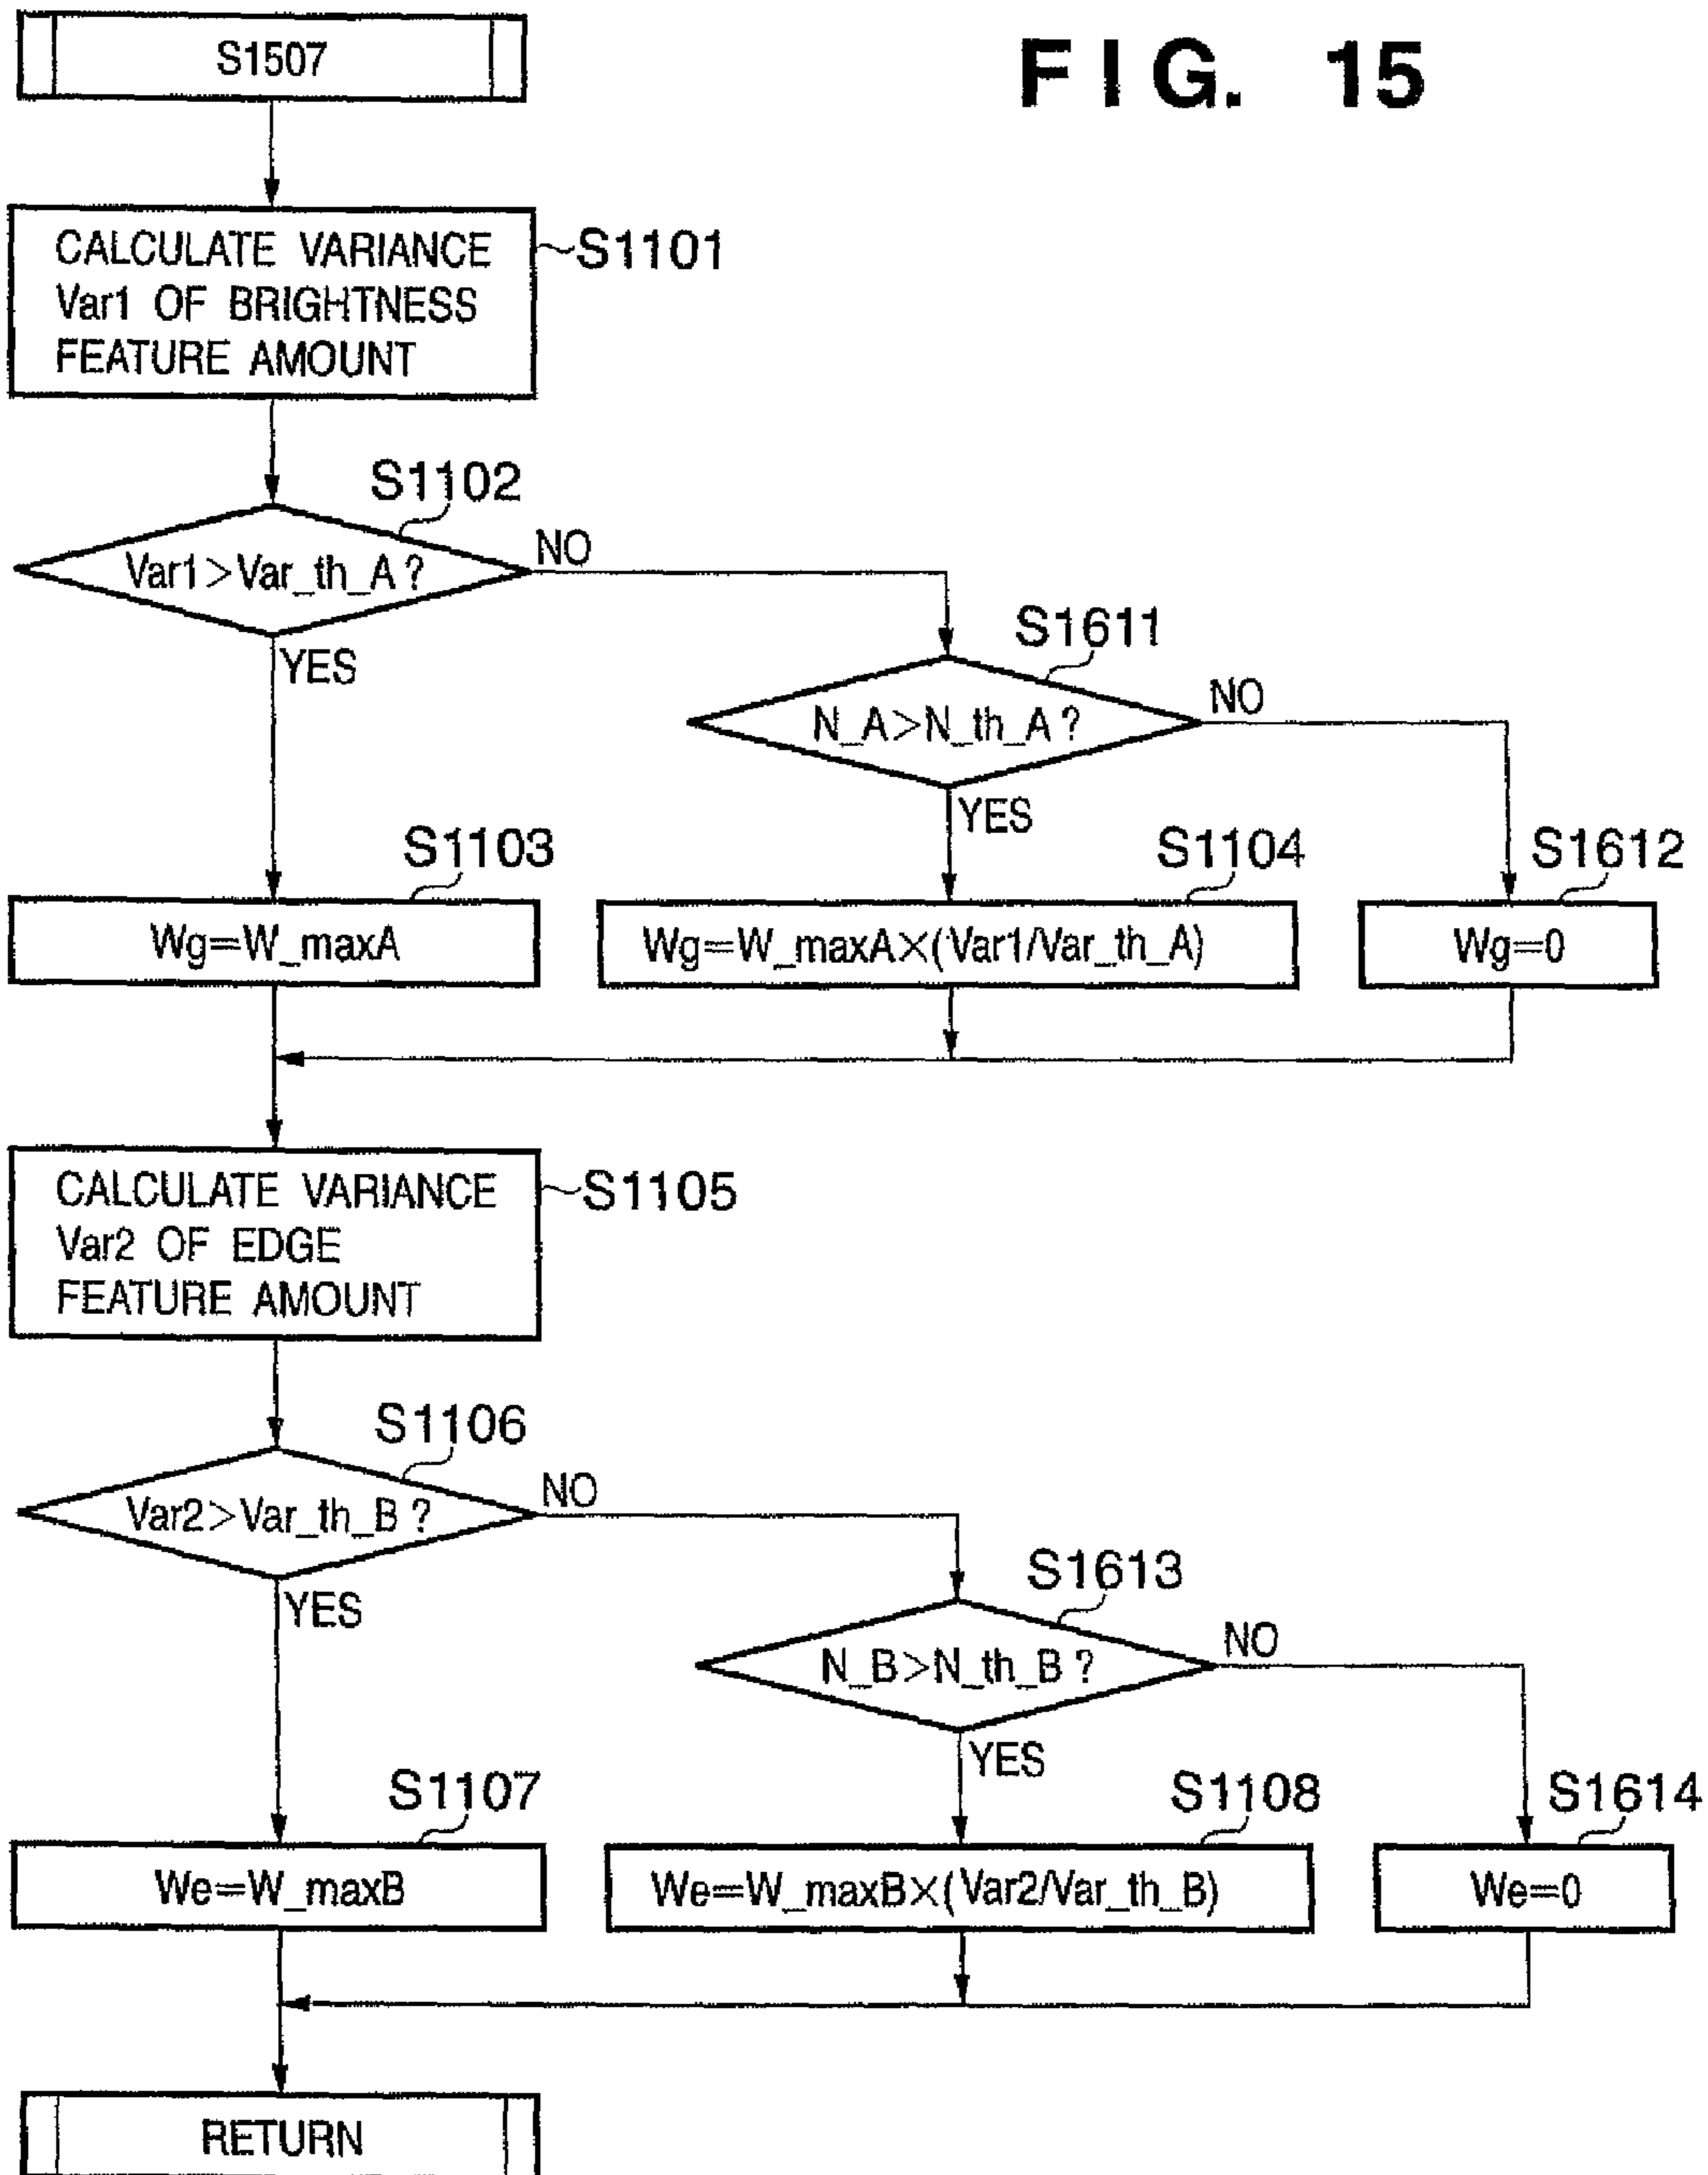 S1507
FIG. 15
CALCULATE VARIANCE
Var1 OF BRIGHTNESS
FEATURE AMOUNT
S1101
S1102
Var1>Var_th_A?
NO
YES
S1611
N_A>N_th_A?
NO
YES
S1103
Wg=W_maxA
S1104
Wg=W_maxA×(Var1/Var_th_A)
S1612
Wg=0
CALCULATE VARIANCE
Var2 OF EDGE
FEATURE AMOUNT
S1105
S1106
Var2>Var_th_B?
NO
YES
S1613
N_B>N_th_B?
NO
YES
S1107
We=W_maxB
S1108
We=W_maxB×(Var2/Var_th_B)
S1614
We=0
RETURN